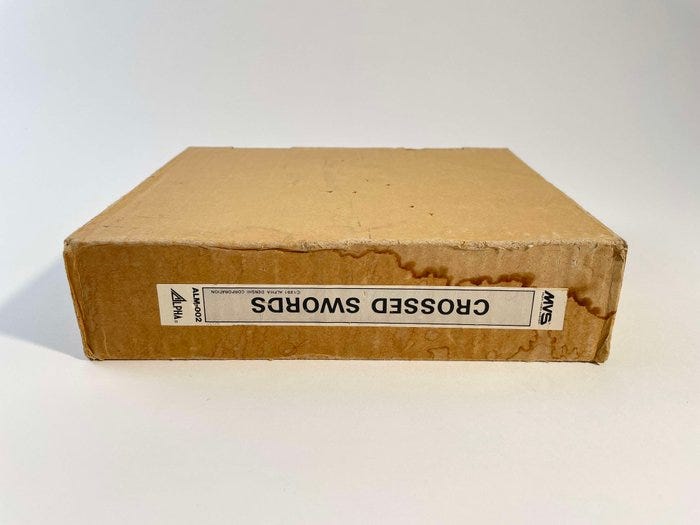 MVS
CROSSED SWORDS
©1991 ALPHA DENSHI CORPORATION
ALM-002
ALPHA